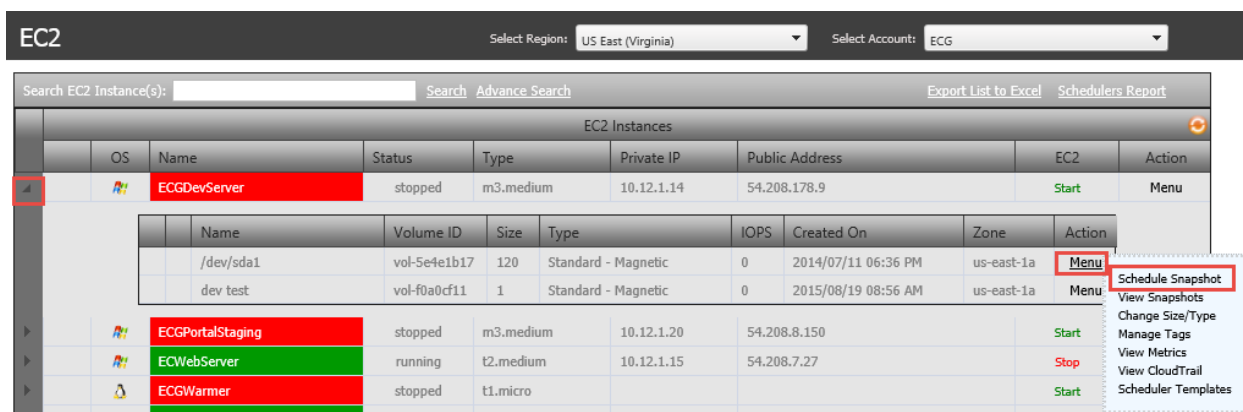 EC2 Select Region: US East (Virginia) Select Account: ECG
Search EC2 Instance(s): Search Advance Search Export List to Excel Schedulers Report
EC2 Instances
OS Name Status Type Private IP Public Address EC2 Action
ECGDevServer stopped m3.medium 10.12.1.14 54.208.178.9 Start Menu
Name Volume ID Size Type IOPS Created On Zone Action
/dev/sda1 vol-5e4e1b17 120 Standard - Magnetic 0 2014/07/11 06:36 PM us-east-1a Menu
dev test vol-f0a0cf11 1 Standard - Magnetic 0 2015/08/19 08:56 AM us-east-1a Menu
Schedule Snapshot
View Snapshots
Change Size/Type
Manage Tags
View Metrics
View CloudTrail
Scheduler Templates
ECGPortalStaging stopped m3.medium 10.12.1.20 54.208.8.150 Start
ECWebServer running t2.medium 10.12.1.15 54.208.7.27 Stop
ECGWarmer stopped t1.micro Start